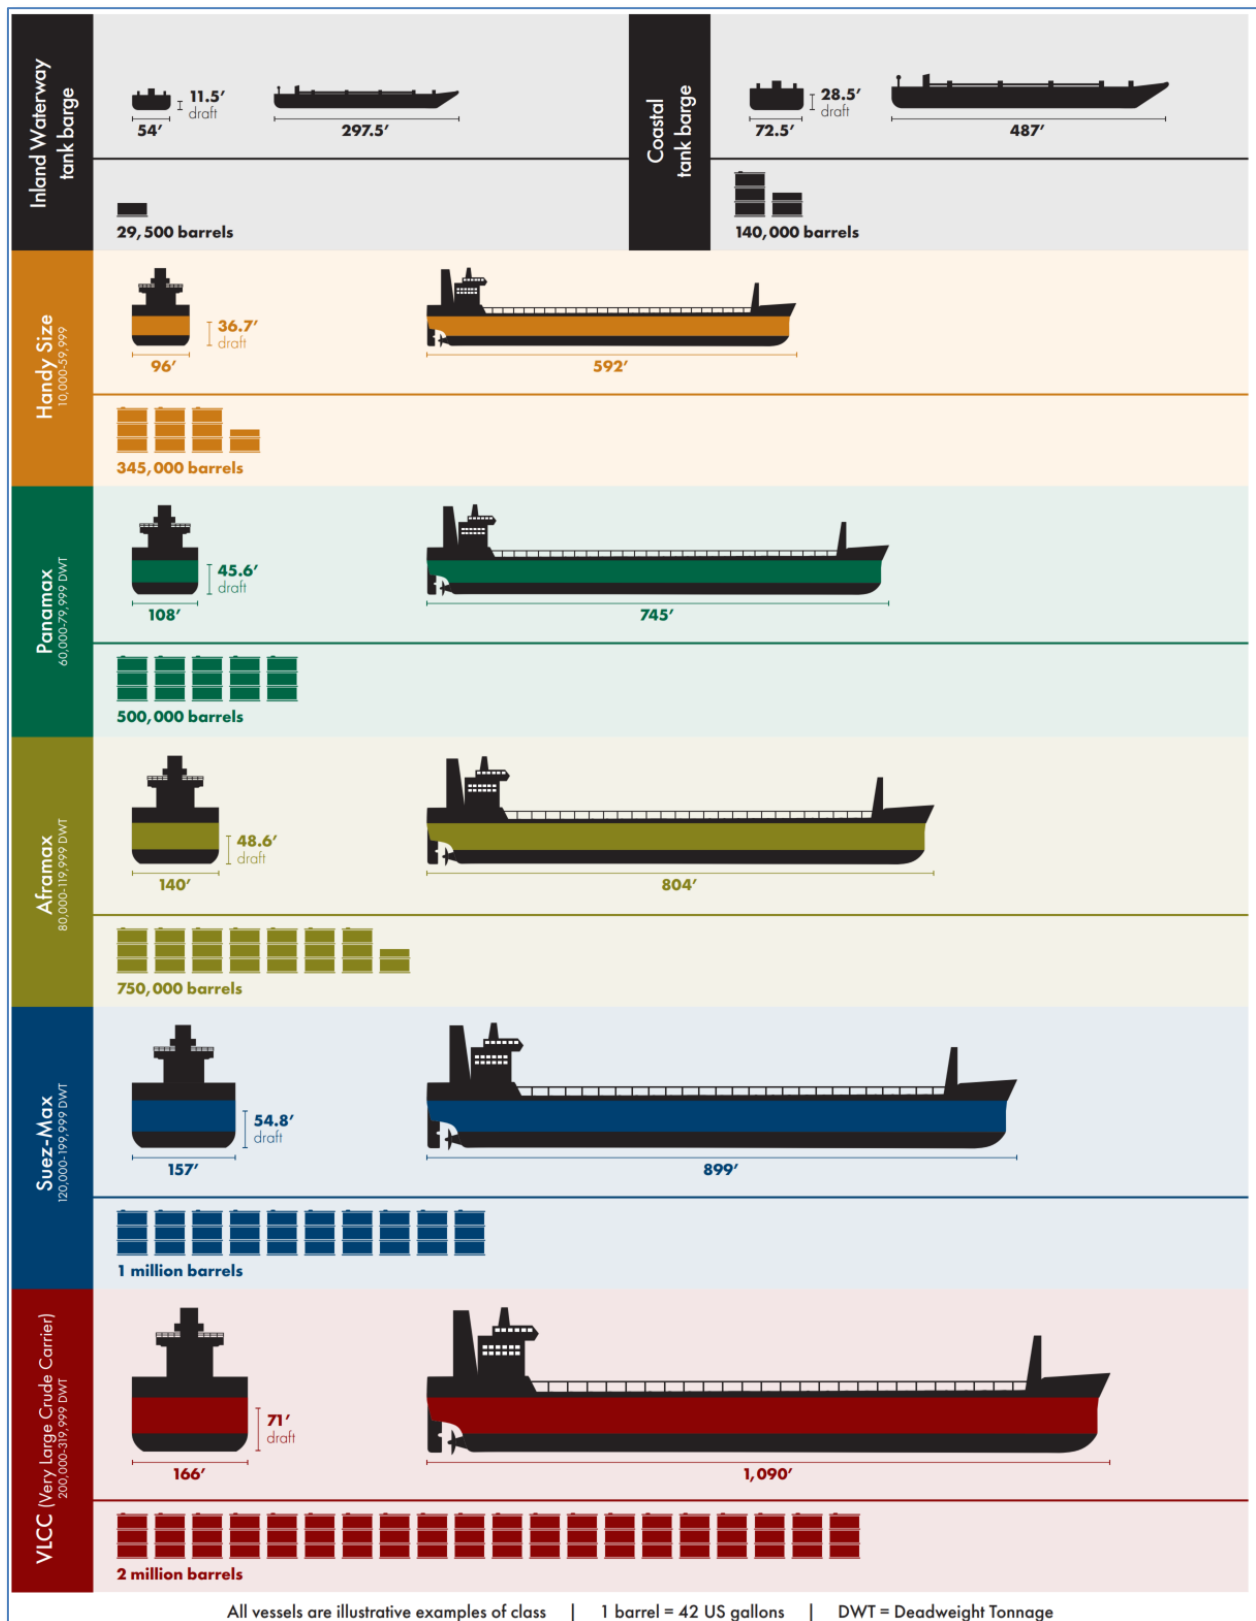 Inland Waterway
tank barge
11.5′
draft
54′
297.5′
29,500 barrels
Coastal
tank barge
28.5′
draft
72.5′
487′
140,000 barrels
Handy Size
10,000-59,999
36.7′
draft
96′
592′
345,000 barrels
Panamax
60,000-79,999 DWT
45.6′
draft
108′
745′
500,000 barrels
Aframax
80,000-119,999 DWT
48.6′
draft
140′
804′
750,000 barrels
Suez-Max
120,000-199,999 DWT
54.8′
draft
157′
899′
1 million barrels
VLCC (Very Large Crude Carrier)
200,000-319,999 DWT
71′
draft
166′
1,090′
2 million barrels
All vessels are illustrative examples of class | 1 barrel = 42 US gallons | DWT = Deadweight Tonnage